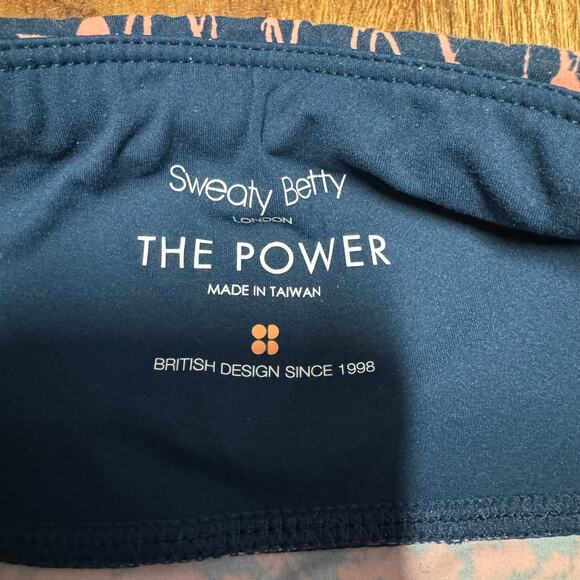 Sweaty Betty
LONDON
THE POWER
MADE IN TAIWAN
BRITISH DESIGN SINCE 1998